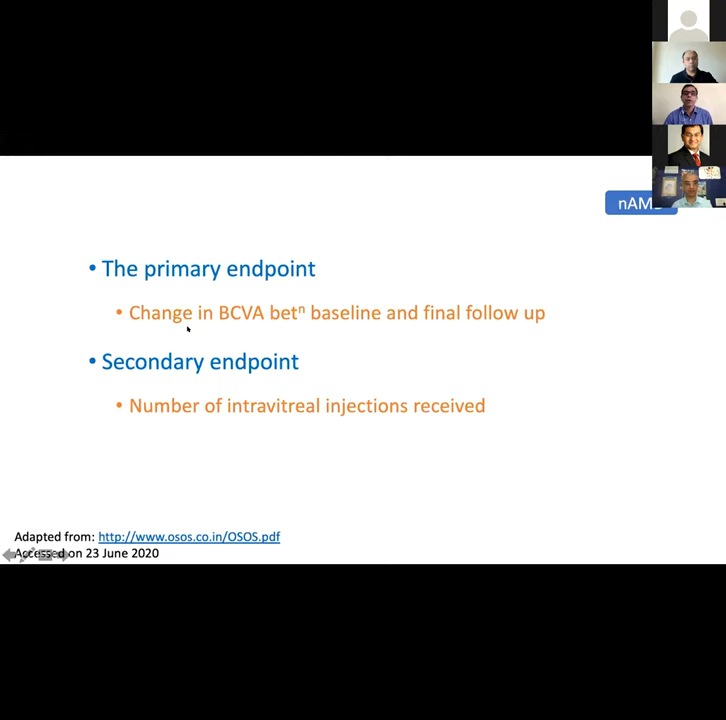 nAM
• The primary endpoint
• Change in BCVA betⁿ baseline and final follow up
• Secondary endpoint
• Number of intravitreal injections received
Adapted from: http://www.osos.co.in/OSOS.pdf
Accessed on 23 June 2020